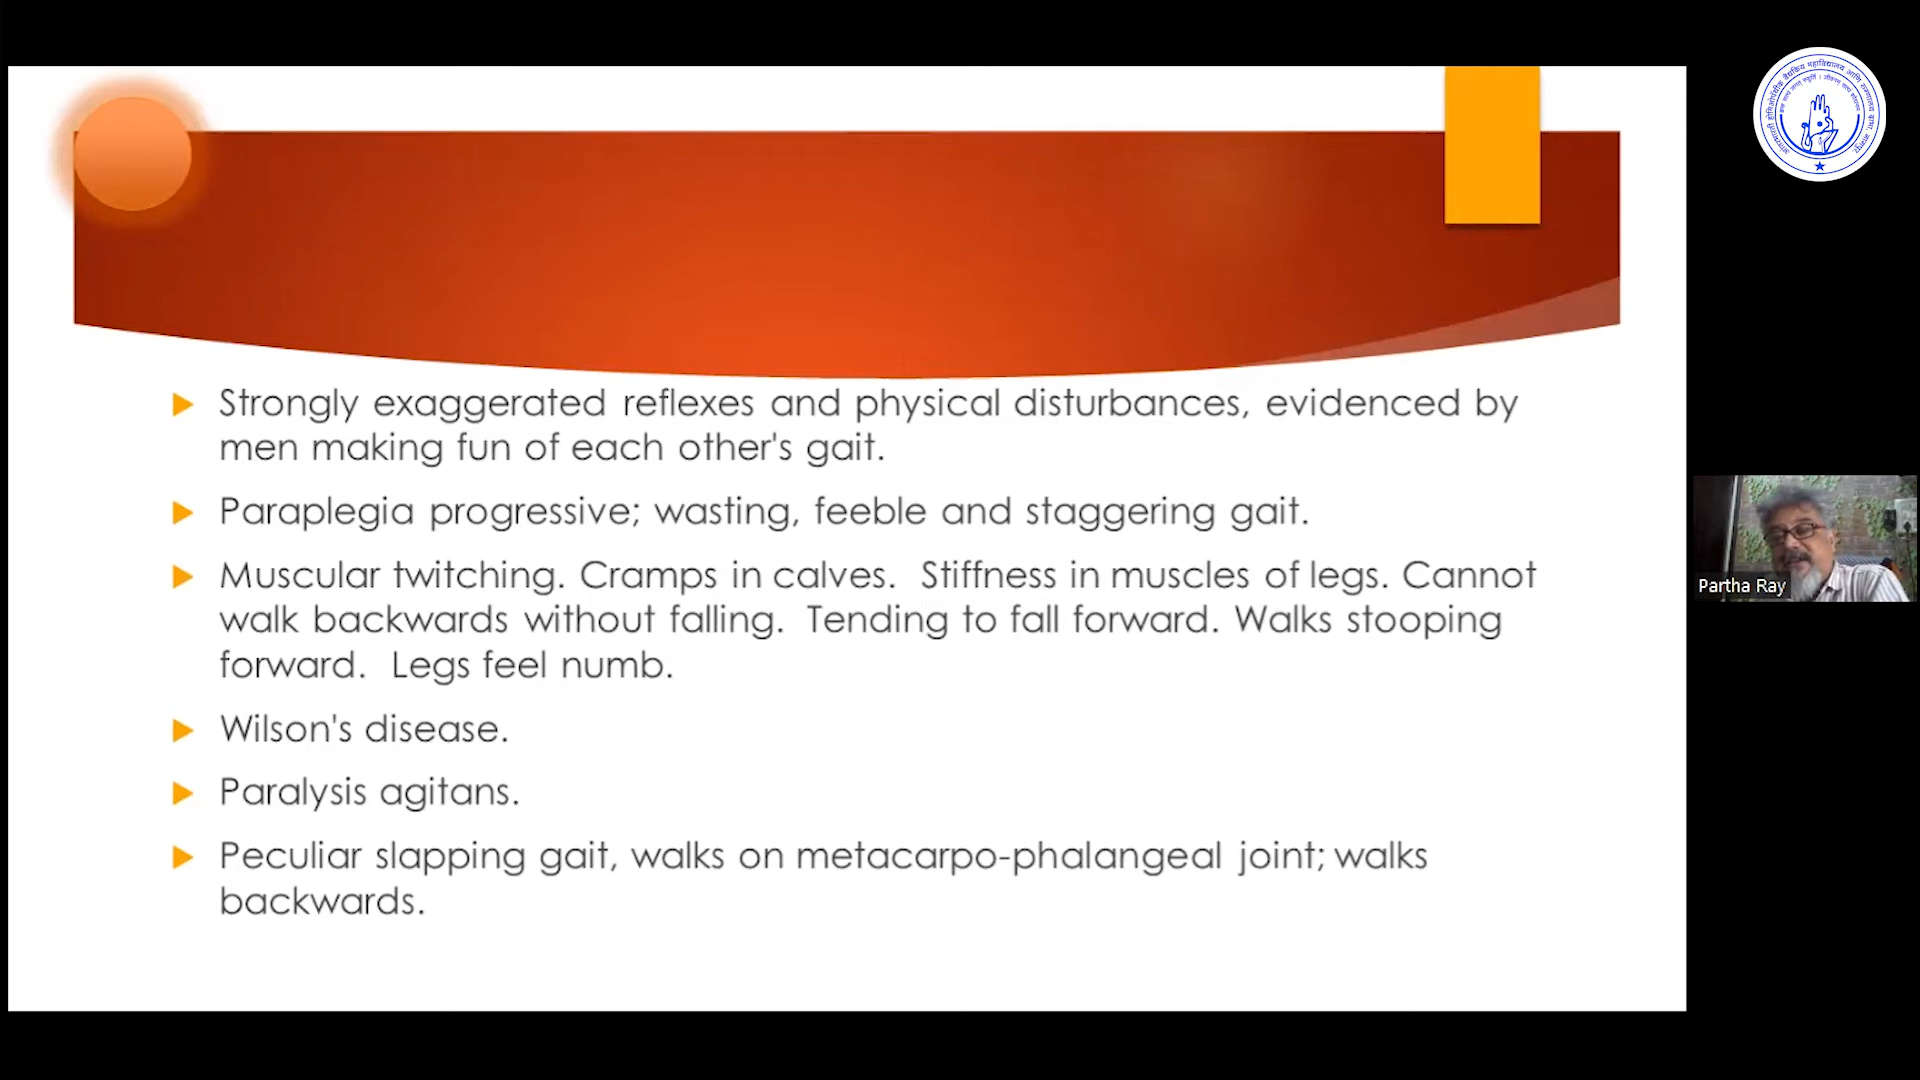 Strongly exaggerated reflexes and physical disturbances, evidenced by
men making fun of each other's gait.
Paraplegia progressive; wasting, feeble and staggering gait.
Muscular twitching. Cramps in calves. Stiffness in muscles of legs. Cannot
walk backwards without falling. Tending to fall forward. Walks stooping
forward. Legs feel numb.
Wilson's disease.
Paralysis agitans.
Peculiar slapping gait, walks on metacarpo-phalangeal joint; walks
backwards.
Partha Ray